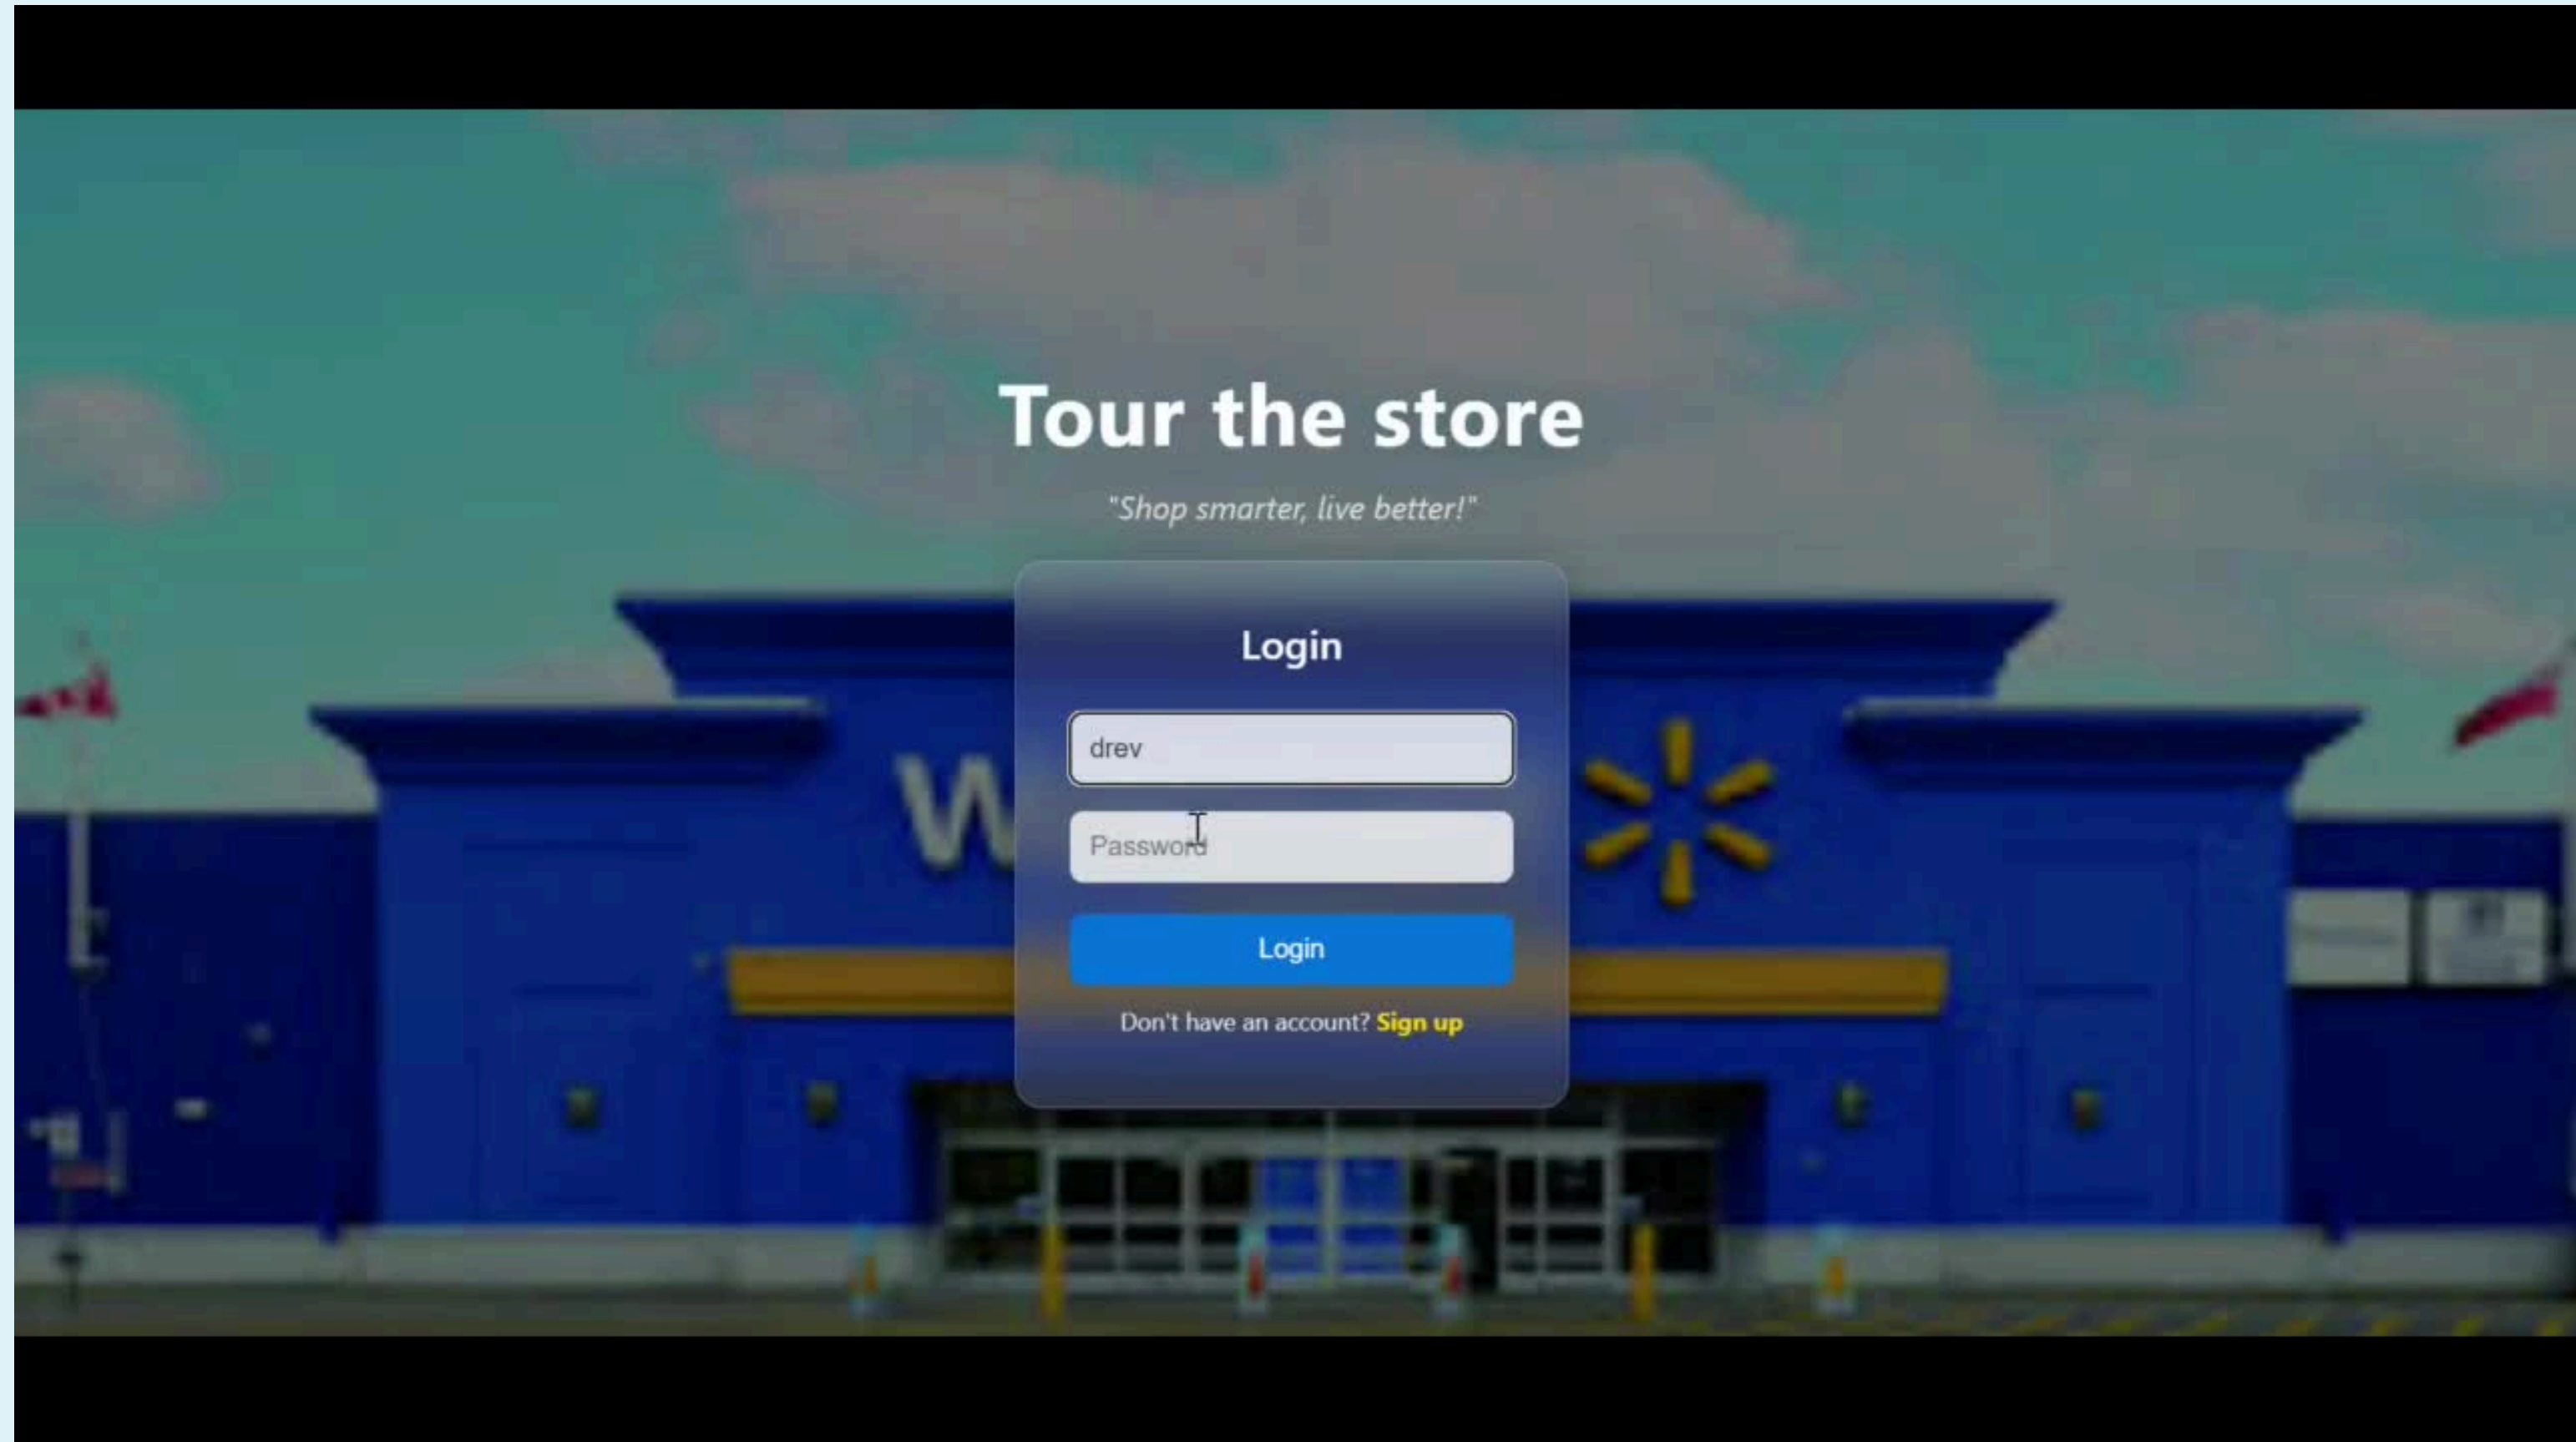 Tour the store
"Shop smarter, live better!"
Login
drev
W
Password
Login
Don't have an account? Sign up